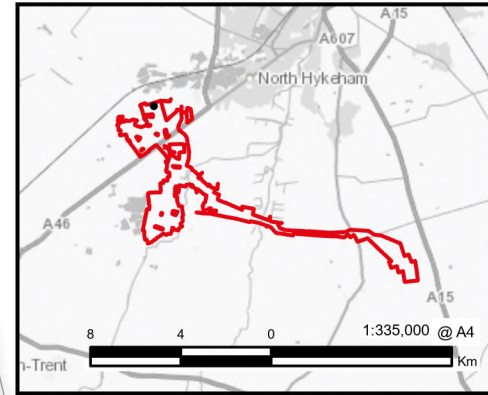 A15
A607
North Hykeham
A46
A15
8 4 0 1:335,000 @ A4
Km
n-Trent